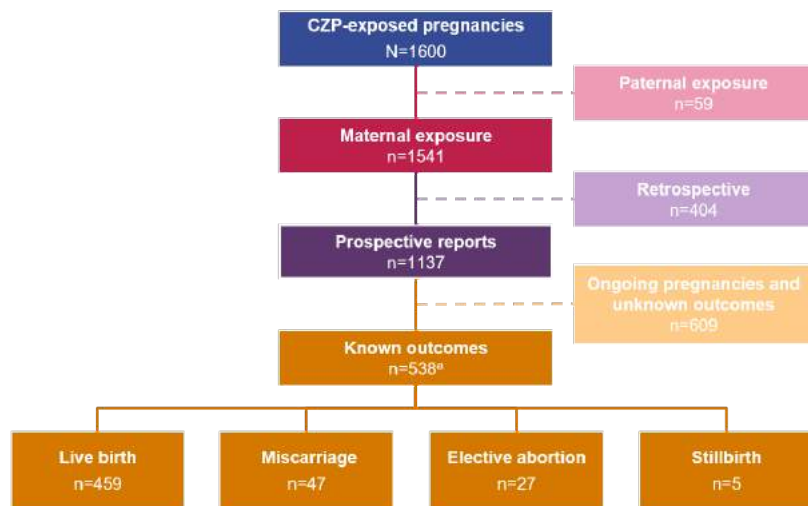 CZP-exposed pregnancies
N=1600
Paternal exposure
n=59
Maternal exposure
n=1541
Retrospective
n=404
Prospective reports
n=1137
Ongoing pregnancies and
unknown outcomes
n=609
Known outcomes
n=538ᵃ
Live birth
n=459
Miscarriage
n=47
Elective abortion
n=27
Stillbirth
n=5